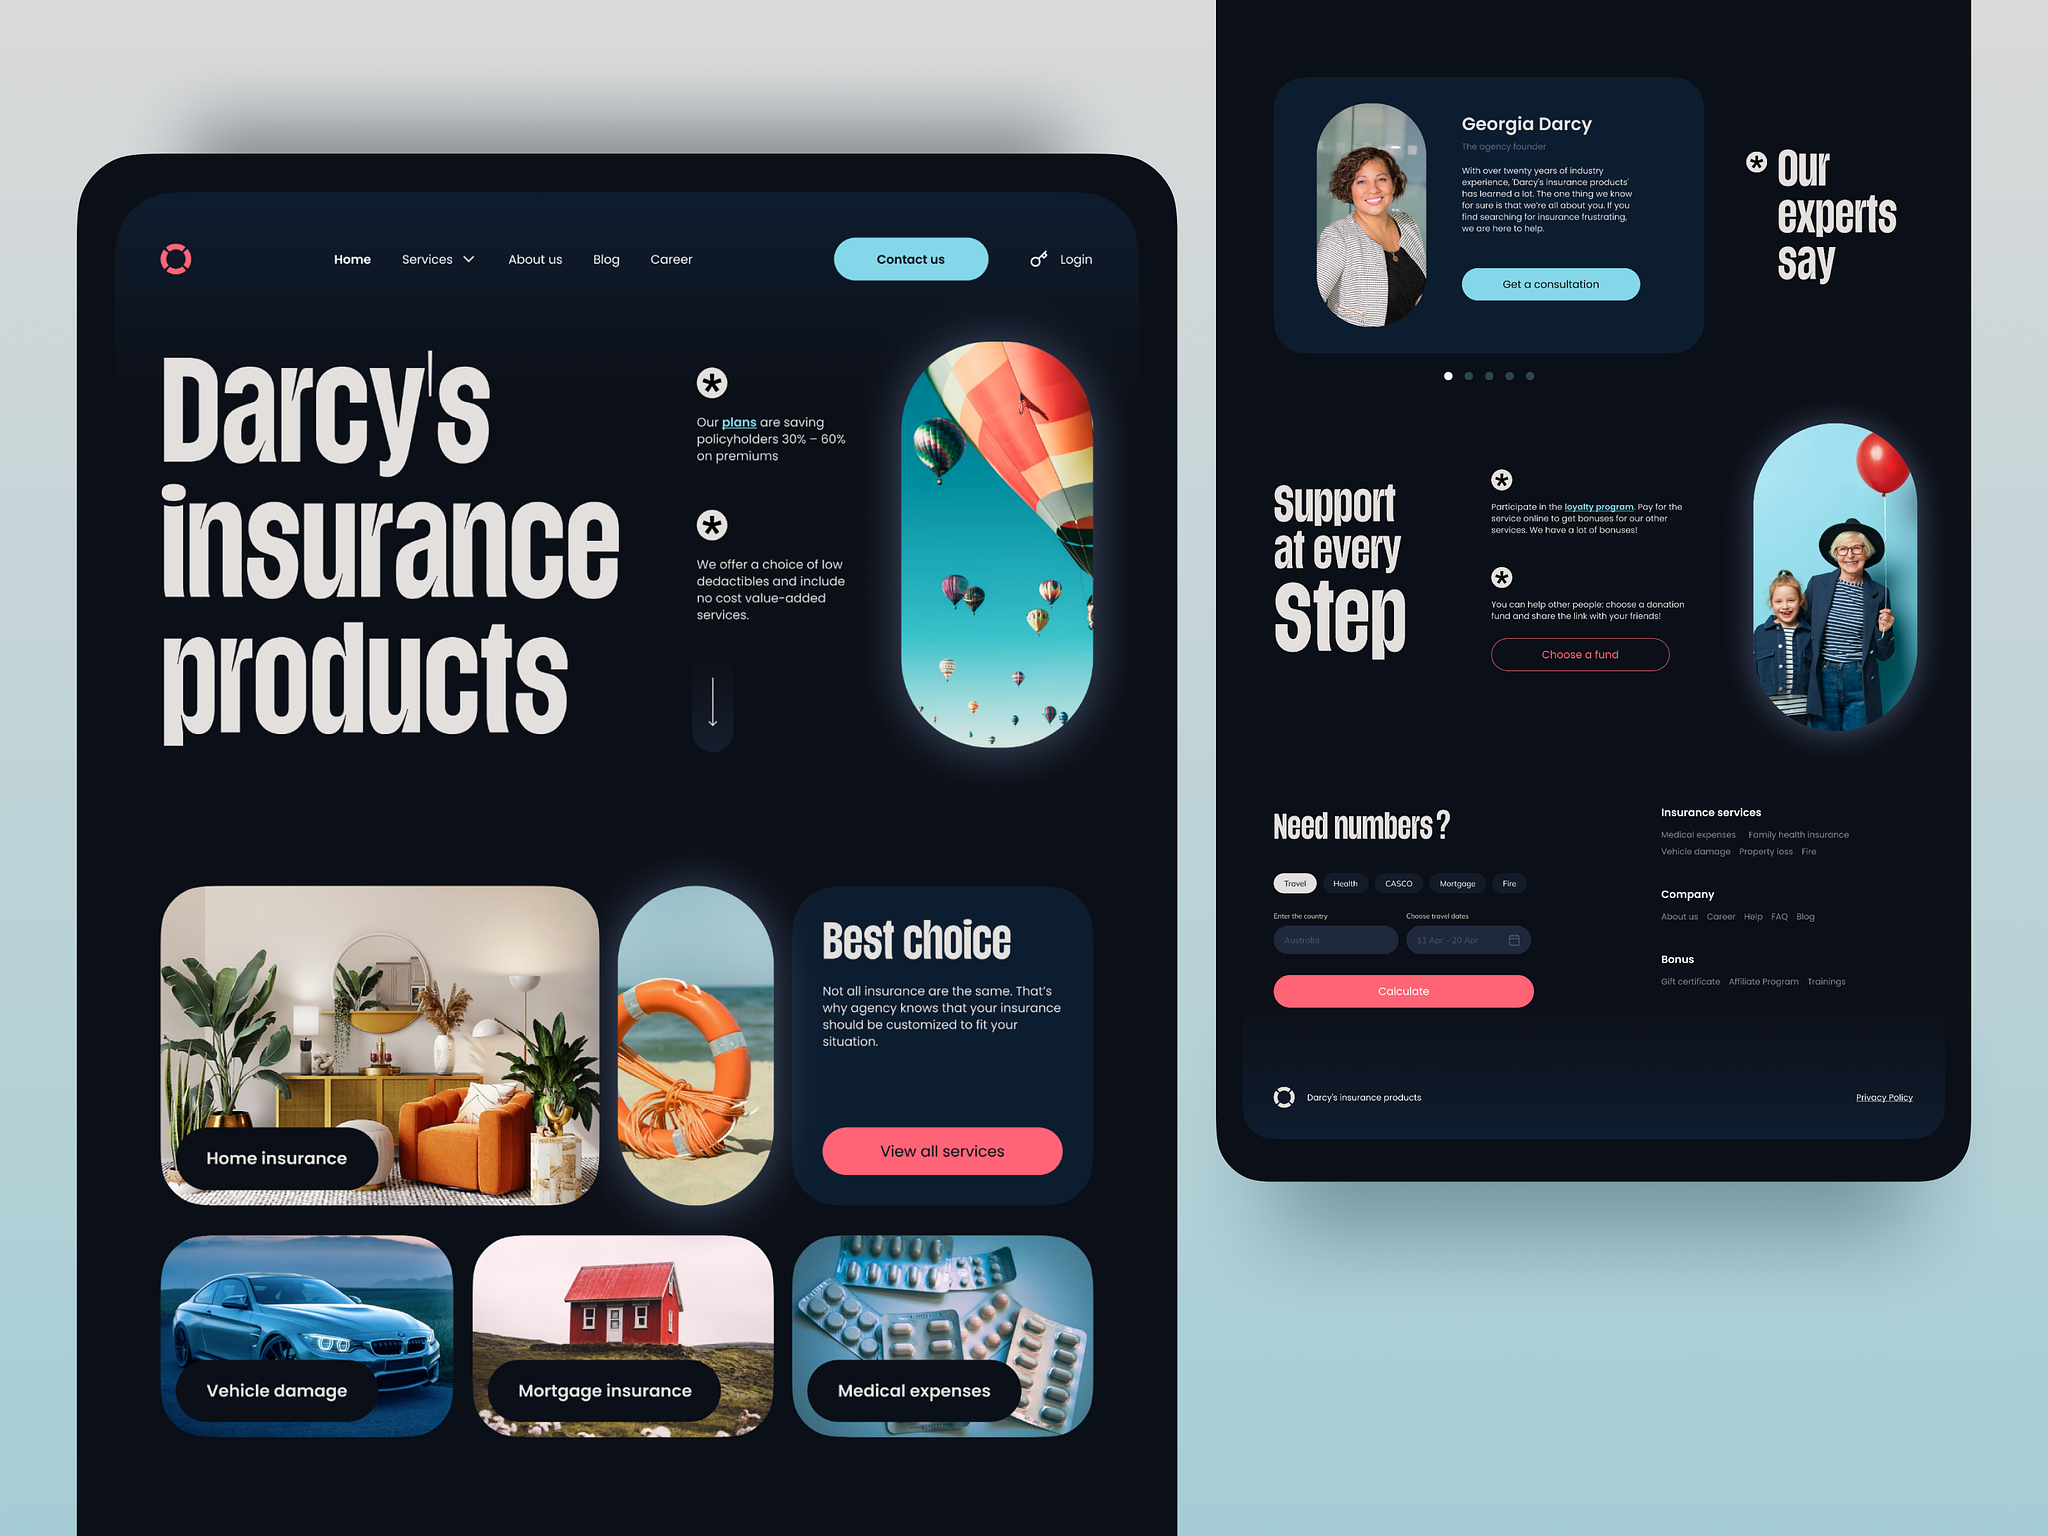 Home
Services
About us
Blog
Career
Contact us
Login
Darcy's
insurance
products
Our plans are saving
policyholders 30% – 60%
on premiums
We offer a choice of low
dedactibles and include
no cost value-added
services.
Home insurance
Best choice
Not all insurance are the same. That's
why agency knows that your insurance
should be customized to fit your
situation.
View all services
Vehicle damage
Mortgage insurance
Medical expenses
Georgia Darcy
The agency founder
With over twenty years of industry
experience, 'Darcy's insurance products'
has learned a lot. The one thing we know
for sure is that we're all about you. If you
find searching for insurance frustrating,
we are here to help.
Get a consultation
Our
experts
say
Support
at every
Step
Participate in the loyalty program. Pay for the
service online to get bonuses for our other
services. We have a lot of bonuses!
You can help other people: choose a donation
fund and share the link with your friends!
Choose a fund
Need numbers?
Travel
Health
CASCO
Mortgage
Fire
Enter the country
Choose travel dates
Australia
11 Apr - 20 Apr
Calculate
Insurance services
Medical expenses Family health insurance
Vehicle damage Property loss Fire
Company
About us Career Help FAQ Blog
Bonus
Gift certificate Affiliate Program Trainings
Darcy's insurance products
Privacy Policy